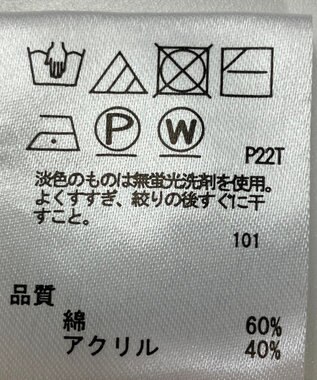 P W
P22T
淡色のものは無蛍光洗剤を使用。
よくすすぎ、絞りの後すぐに干
すこと。
101
品質
綿 60%
アクリル 40%